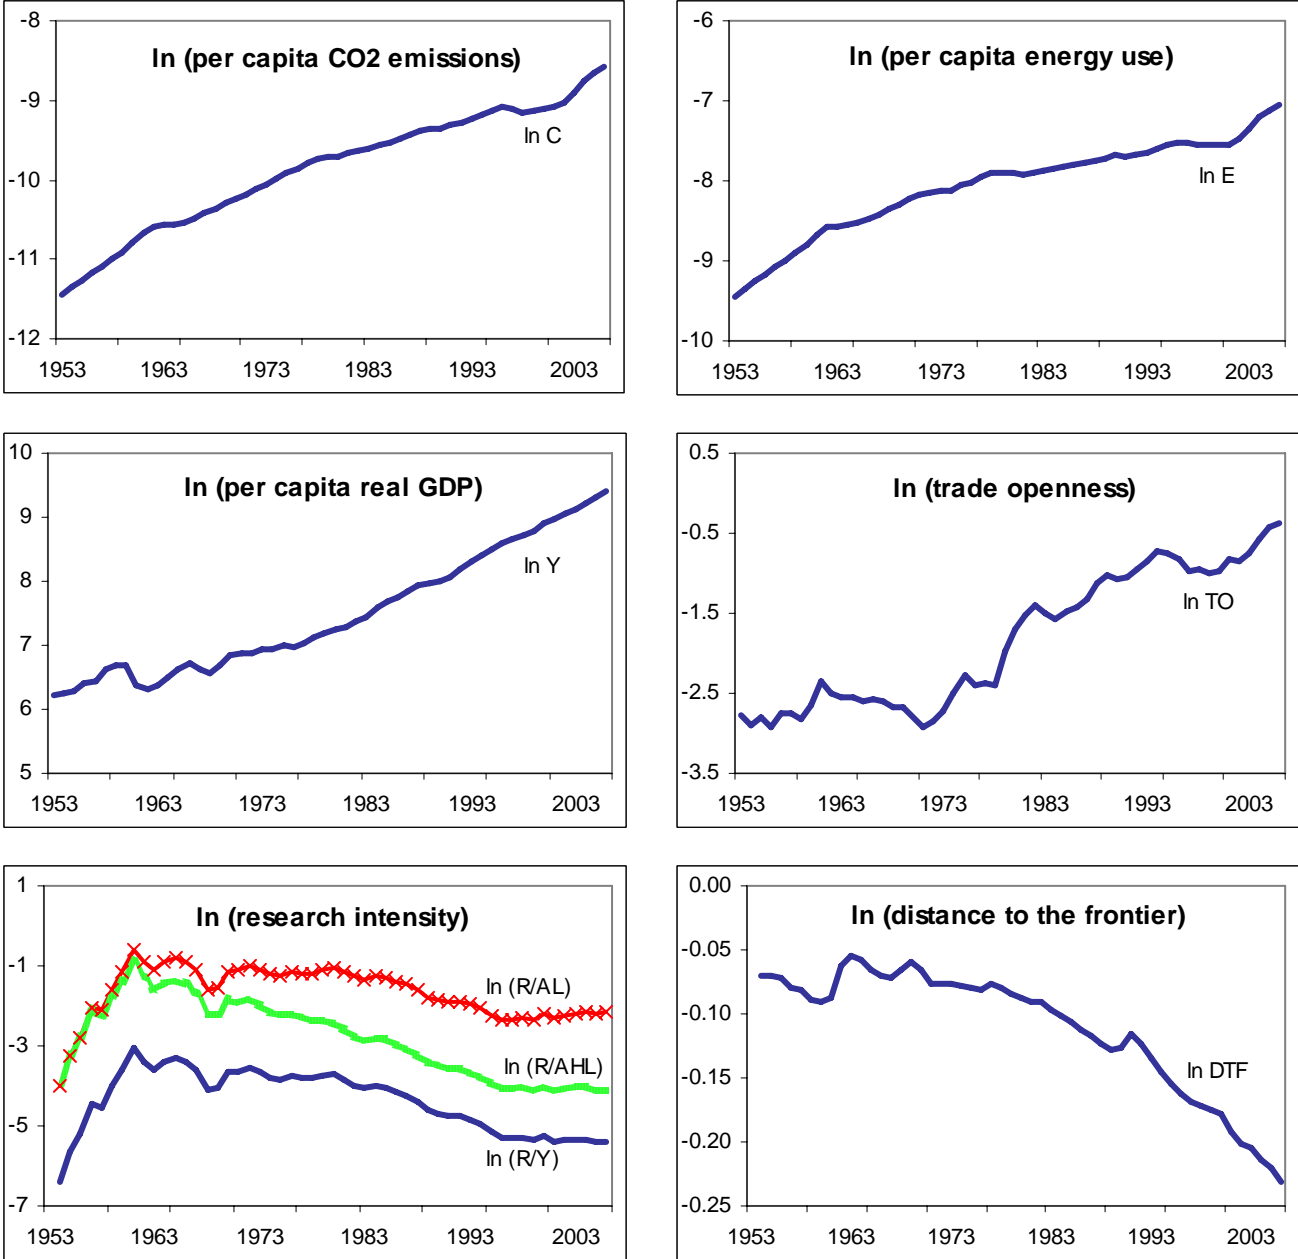 ln (per capita CO2 emissions)
-8
-9
-10
-11
-12
ln C
1953 1963 1973 1983 1993 2003
ln (per capita energy use)
-6
-7
-8
-9
-10
ln E
1953 1963 1973 1983 1993 2003
ln (per capita real GDP)
10
9
8
7
6
5
ln Y
1953 1963 1973 1983 1993 2003
ln (trade openness)
0.5
-0.5
-1.5
-2.5
-3.5
ln TO
1953 1963 1973 1983 1993 2003
ln (research intensity)
1
-1
-3
-5
-7
ln (R/AL)
ln (R/AHL)
ln (R/Y)
1953 1963 1973 1983 1993 2003
ln (distance to the frontier)
0.00
-0.05
-0.10
-0.15
-0.20
-0.25
ln DTF
1953 1963 1973 1983 1993 2003